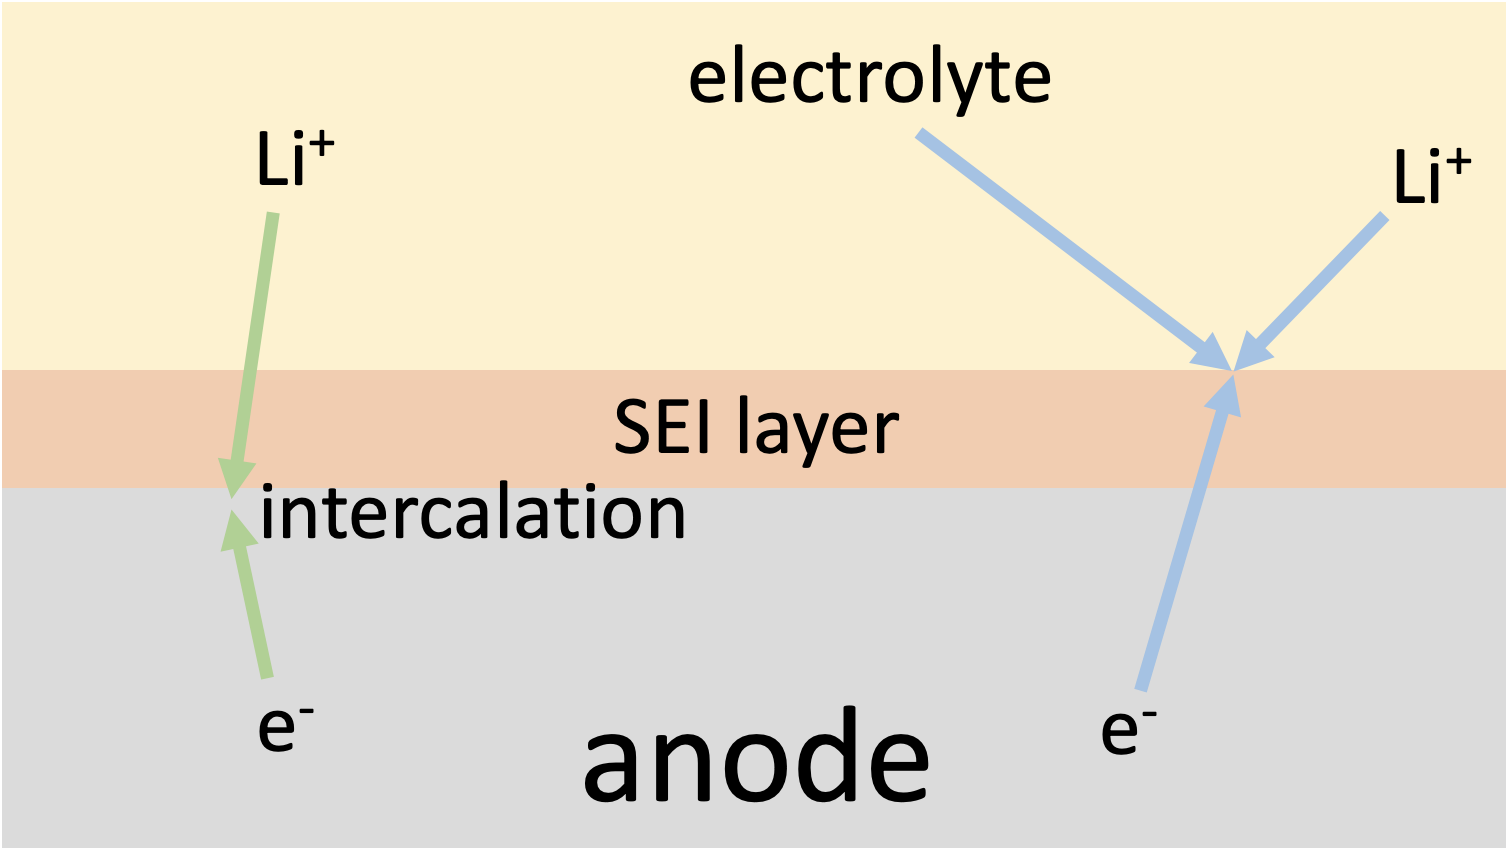 electrolyte
Li⁺
Li⁺
SEI layer
intercalation
e⁻
e⁻
anode